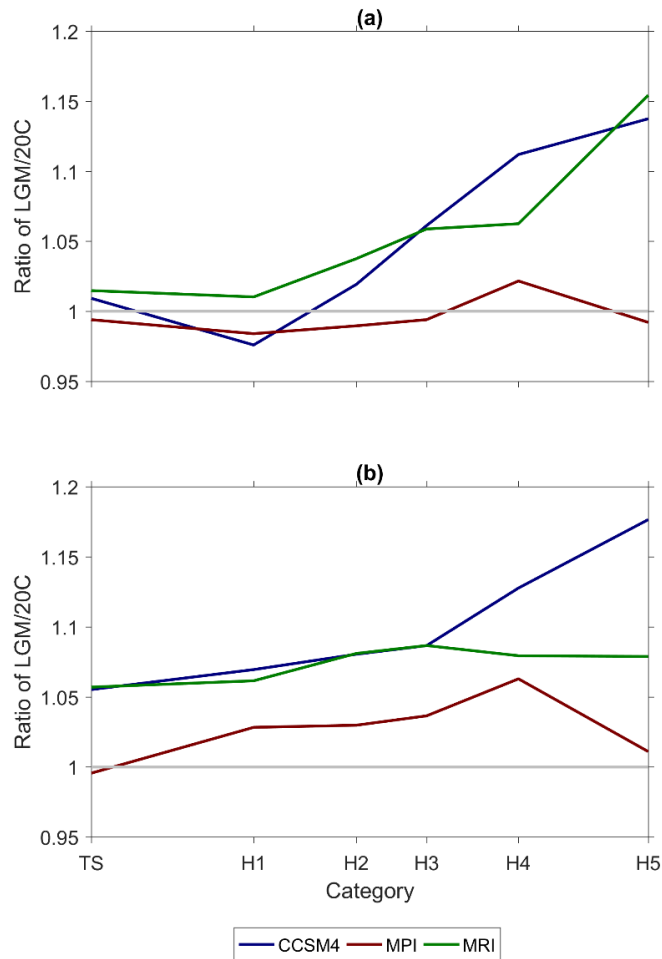 (a)
1.2
1.15
1.1
1.05
1
0.95
Ratio of LGM/20C
(b)
1.2
1.15
1.1
1.05
1
0.95
Ratio of LGM/20C
TS H1 H2 H3 H4 H5
Category
CCSM4 MPI MRI